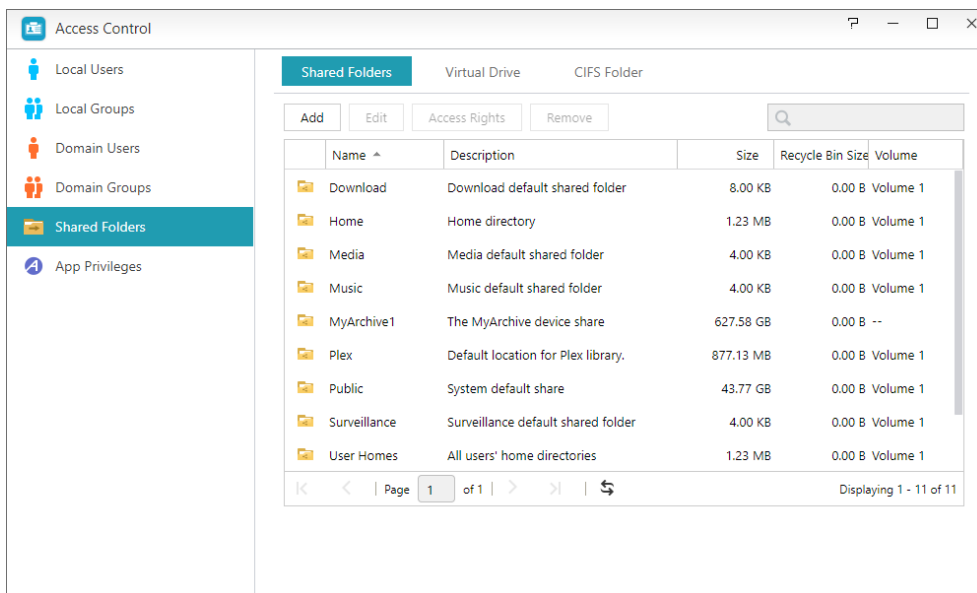 Access Control
Local Users
Local Groups
Domain Users
Domain Groups
Shared Folders
App Privileges
Shared Folders Virtual Drive CIFS Folder
Add Edit Access Rights Remove
Name Description Size Recycle Bin Size Volume
Download Download default shared folder 8.00 KB 0.00 B Volume 1
Home Home directory 1.23 MB 0.00 B Volume 1
Media Media default shared folder 4.00 KB 0.00 B Volume 1
Music Music default shared folder 4.00 KB 0.00 B Volume 1
MyArchive1 The MyArchive device share 627.58 GB 0.00 B --
Plex Default location for Plex library. 877.13 MB 0.00 B Volume 1
Public System default share 43.77 GB 0.00 B Volume 1
Surveillance Surveillance default shared folder 4.00 KB 0.00 B Volume 1
User Homes All users' home directories 1.23 MB 0.00 B Volume 1
Page 1 of 1 Displaying 1 - 11 of 11